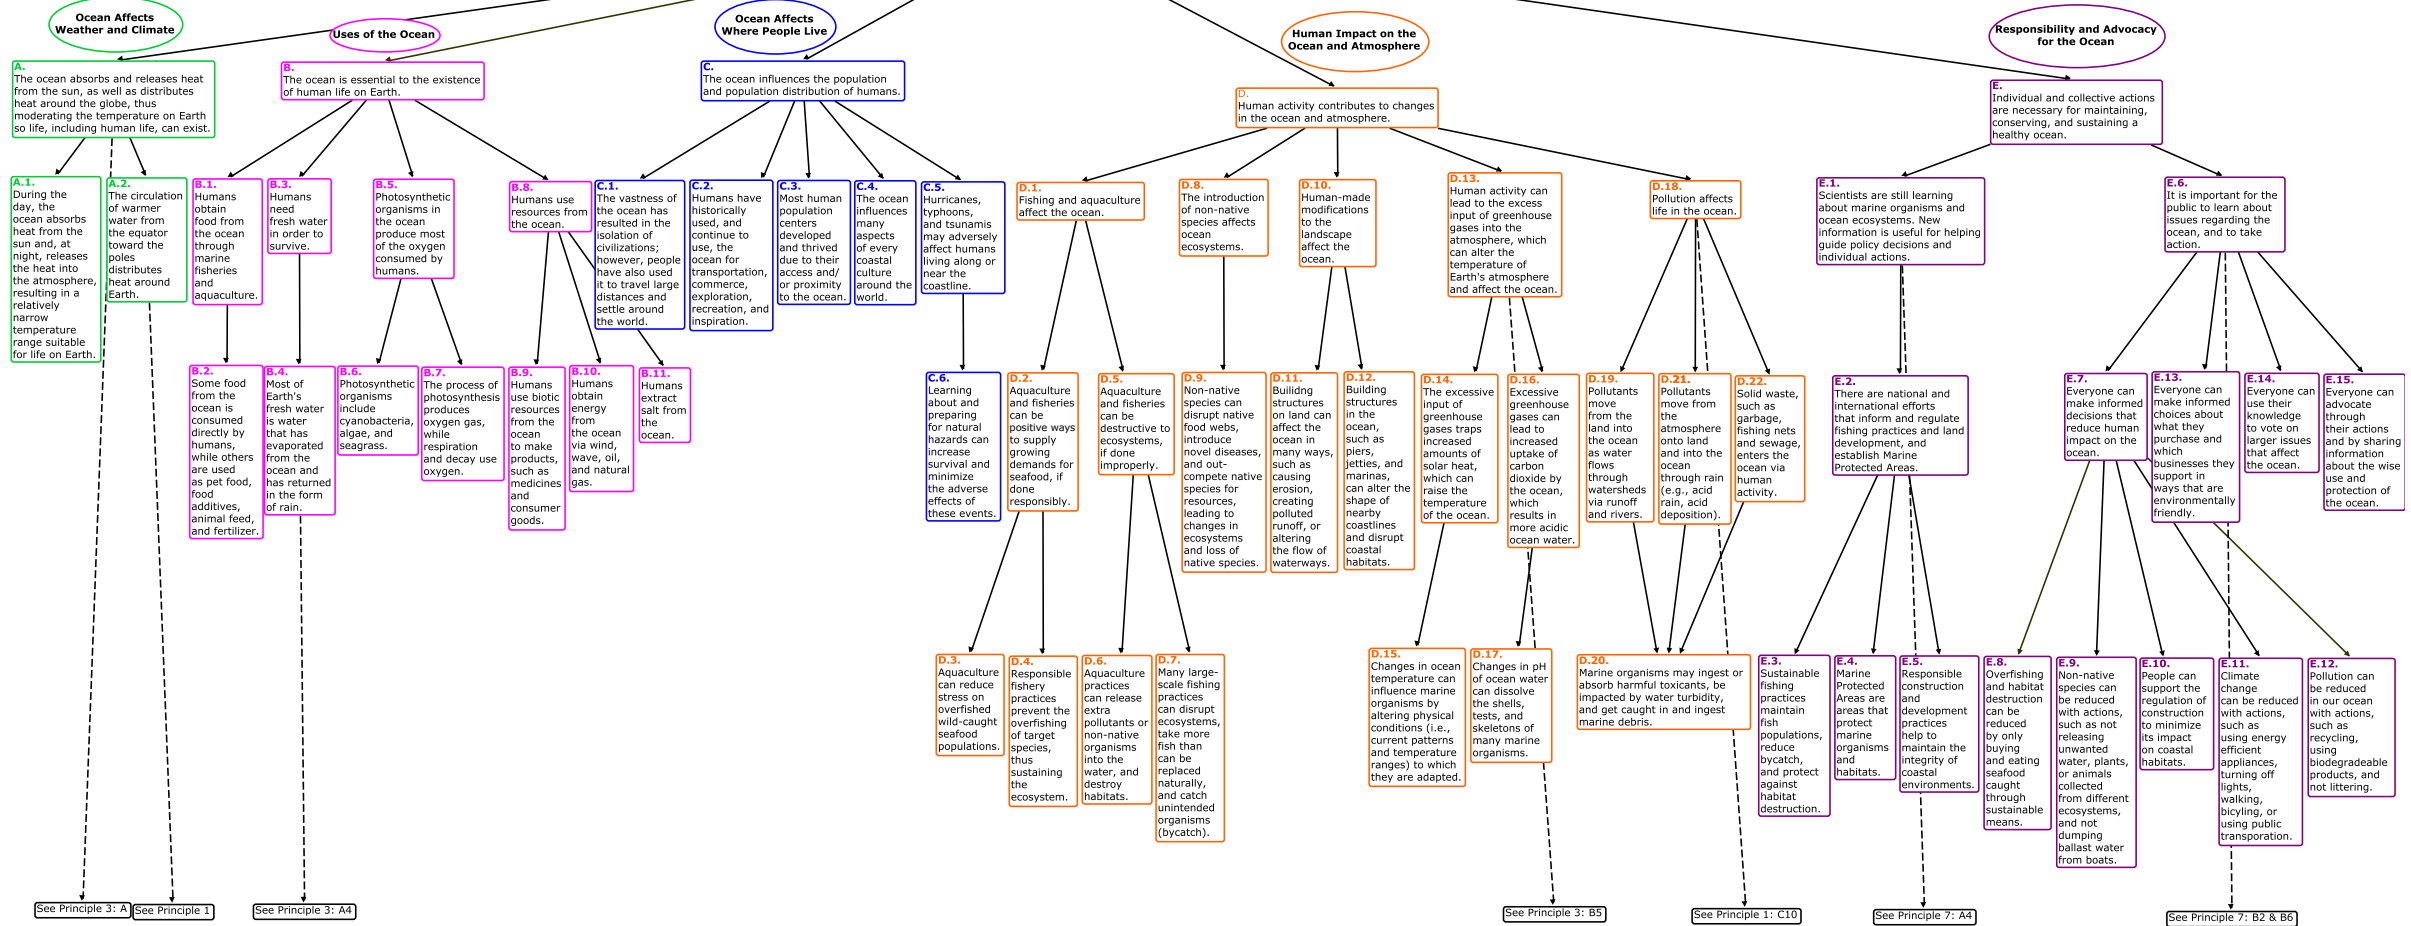 Ocean Affects
Weather and Climate
Uses of the Ocean
Ocean Affects
Where People Live
Human Impact on the
Ocean and Atmosphere
Responsibility and Advocacy
for the Ocean
A.
The ocean absorbs and releases heat
from the sun, as well as distributes
heat around the globe, thus
moderating the temperature on Earth
so life, including human life, can exist.
B.
The ocean is essential to the existence
of human life on Earth.
C.
The ocean influences the population
and population distribution of humans.
D.
Human activity contributes to changes
in the ocean and atmosphere.
E.
Individual and collective actions
are necessary for maintaining,
conserving, and sustaining a
healthy ocean.
A.1.
During the
day, the
ocean absorbs
heat from the
sun and, at
night, releases
the heat into
the atmosphere,
resulting in a
relatively
narrow
temperature
range suitable
for life on Earth.
A.2.
The circulation
of warmer
water from
the equator
toward the
poles
distributes
heat around
Earth.
B.1.
Humans
obtain
food from
the ocean
through
marine
fisheries
and
aquaculture.
B.3.
Humans
need
fresh water
in order to
survive.
B.5.
Photosynthetic
organisms in
the ocean
produce most
of the oxygen
consumed by
humans.
B.8.
Humans use
resources from
the ocean.
C.1.
The vastness of
the ocean has
resulted in the
isolation of
civilizations;
however, people
have also used
it to travel large
distances and
settle around
the world.
C.2.
Humans have
historically
used, and
continue to
use, the
ocean for
transportation,
commerce,
exploration,
recreation, and
inspiration.
C.3.
Most human
population
centers
developed
and thrived
due to their
access and/
or proximity
to the ocean.
C.4.
The ocean
influences
many
aspects
of every
coastal
culture
around the
world.
C.5.
Hurricanes,
typhoons,
and tsunamis
may adversely
affect humans
living along or
near the
coastline.
D.1.
Fishing and aquaculture
affect the ocean.
D.8.
The introduction
of non-native
species affects
ocean
ecosystems.
D.10.
Human-made
modifications
to the
landscape
affect the
ocean.
D.13.
Human activity can
lead to the excess
input of greenhouse
gases into the
atmosphere, which
can alter the
temperature of
Earth's atmosphere
and affect the ocean.
D.18.
Pollution affects
life in the ocean.
E.1.
Scientists are still learning
about marine organisms and
ocean ecosystems. New
information is useful for helping
guide policy decisions and
individual actions.
E.6.
It is important for the
public to learn about
issues regarding the
ocean, and to take
action.
B.2.
Some food
from the
ocean is
consumed
directly by
humans,
while others
are used
as pet food,
food
additives,
animal feed,
and fertilizer.
B.4.
Most of
Earth's
fresh water
is water
that has
evaporated
from the
ocean and
has returned
in the form
of rain.
B.6.
Photosynthetic
organisms
include
cyanobacteria,
algae, and
seagrass.
B.7.
The process of
photosynthesis
produces
oxygen gas,
while
respiration
and decay use
oxygen.
B.9.
Humans
use biotic
resources
from the
ocean
to make
products,
such as
medicines
and
consumer
goods.
B.10.
Humans
obtain
energy
from
the ocean
via wind,
wave, oil,
and natural
gas.
B.11.
Humans
extract
salt from
the
ocean.
C.6.
Learning
about and
preparing
for natural
hazards can
increase
survival and
minimize
the adverse
effects of
these events.
D.2.
Aquaculture
and fisheries
can be
positive ways
to supply
growing
demands for
seafood, if
done
responsibly.
D.5.
Aquaculture
and fisheries
can be
destructive to
ecosystems,
if done
improperly.
D.9.
Non-native
species can
disrupt native
food webs,
introduce
novel diseases,
and out-
compete native
species for
resources,
leading to
changes in
ecosystems
and loss of
native species.
D.11.
Builidng
structures
on land can
affect the
ocean in
many ways,
such as
causing
erosion,
creating
polluted
runoff, or
altering
the flow of
waterways.
D.12.
Building
structures
in the
ocean,
such as
piers,
jetties, and
marinas,
can alter the
shape of
nearby
coastlines
and disrupt
coastal
habitats.
D.14.
The excessive
input of
greenhouse
gases traps
increased
amounts of
solar heat,
which can
raise the
temperature
of the ocean.
D.16.
Excessive
greenhouse
gases can
lead to
increased
uptake of
carbon
dioxide by
the ocean,
which
results in
more acidic
ocean water.
D.19.
Pollutants
move
from the
land into
the ocean
as water
flows
through
watersheds
via runoff
and rivers.
D.21.
Pollutants
move from
the
atmosphere
onto land
and into the
ocean
through rain
(e.g., acid
rain, acid
deposition).
D.22.
Solid waste,
such as
garbage,
fishing nets
and sewage,
enters the
ocean via
human
activity.
E.2.
There are national and
international efforts
that inform and regulate
fishing practices and land
development, and
establish Marine
Protected Areas.
E.7.
Everyone can
make informed
decisions that
reduce human
impact on the
ocean.
E.13.
Everyone can
make informed
choices about
what they
purchase and
which
businesses they
support in
ways that are
environmentally
friendly.
E.14.
Everyone can
use their
knowledge
to vote on
larger issues
that affect
the ocean.
E.15.
Everyone can
advocate
through
their actions
and by sharing
information
about the wise
use and
protection of
the ocean.
D.3.
Aquaculture
can reduce
stress on
overfished
wild-caught
seafood
populations.
D.4.
Responsible
fishery
practices
prevent the
overfishing
of target
species,
thus
sustaining
the
ecosystem.
D.6.
Aquaculture
practices
can release
extra
pollutants or
non-native
organisms
into the
water, and
destroy
habitats.
D.7.
Many large-
scale fishing
practices
can disrupt
ecosystems,
take more
fish than
can be
replaced
naturally,
and catch
unintended
organisms
(bycatch).
D.15.
Changes in ocean
temperature can
influence marine
organisms by
altering physical
conditions (i.e.,
current patterns
and temperature
ranges) to which
they are adapted.
D.17.
Changes in pH
of ocean water
can dissolve
the shells,
tests, and
skeletons of
many marine
organisms.
D.20.
Marine organisms may ingest or
absorb harmful toxicants, be
impacted by water turbidity,
and get caught in and ingest
marine debris.
E.3.
Sustainable
fishing
practices
maintain
fish
populations,
reduce
bycatch,
and protect
against
habitat
destruction.
E.4.
Marine
Protected
Areas are
areas that
protect
marine
organisms
and
habitats.
E.5.
Responsible
construction
and
development
practices
help to
maintain the
integrity of
coastal
environments.
E.8.
Overfishing
and habitat
destruction
can be
reduced
by only
buying
and eating
seafood
caught
through
sustainable
means.
E.9.
Non-native
species can
be reduced
with actions,
such as not
releasing
unwanted
water, plants,
or animals
collected
from different
ecosystems,
and not
dumping
ballast water
from boats.
E.10.
People can
support the
regulation of
construction
to minimize
its impact
on coastal
habitats.
E.11.
Climate
change
can be reduced
with actions,
such as
using energy
efficient
appliances,
turning off
lights,
walking,
bicyling, or
using public
transporation.
E.12.
Pollution can
be reduced
in our ocean
with actions,
such as
recycling,
using
biodegradeable
products, and
not littering.
See Principle 3: A
See Principle 1
See Principle 3: A4
See Principle 3: B5
See Principle 1: C10
See Principle 7: A4
See Principle 7: B2 & B6